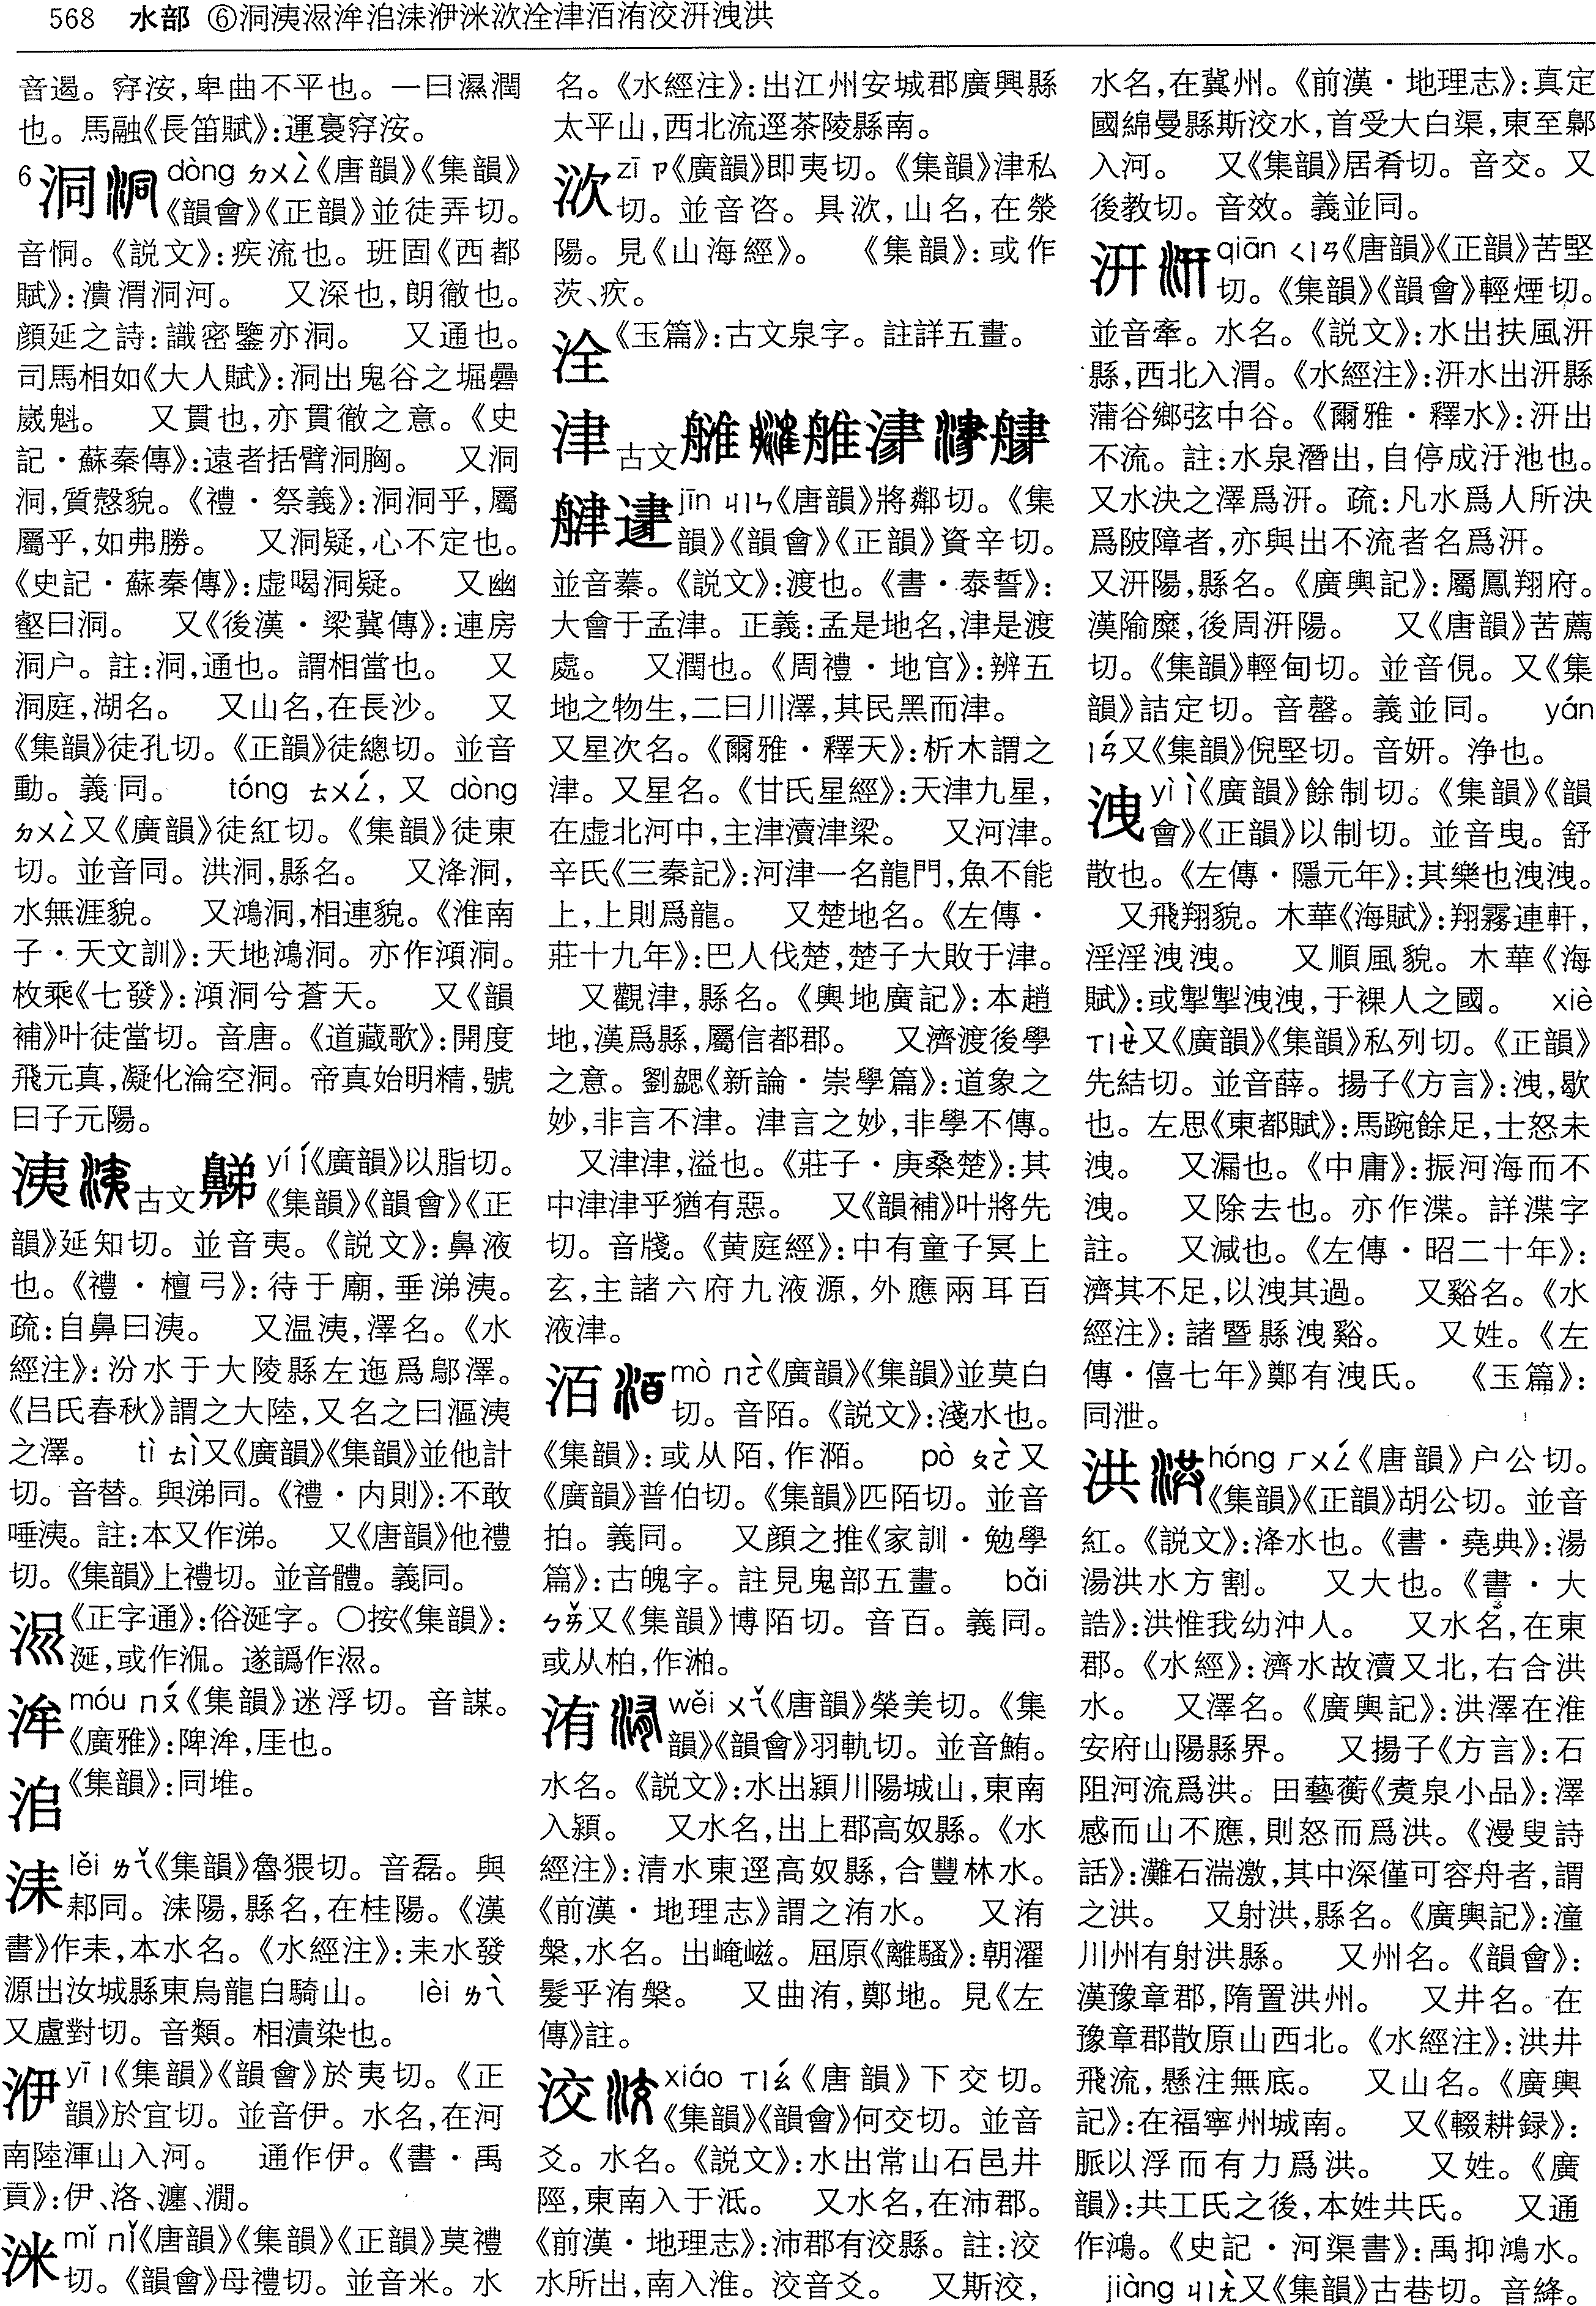 568 水部 ⑥洞洟㴉洠洎洡洢洣㳄洤津洦洧洨汧洩洪
音遏。窏洝，卑曲不平也。一曰濕潤
也。馬融《長笛賦》：運裛窏洝。
6 洞 dòng ㄉㄨㄥˋ《唐韻》《集韻》
《韻會》《正韻》並徒弄切。
音恫。《説文》：疾流也。班固《西都
賦》：潰渭洞河。 又深也，朗徹也。
顔延之詩：識密鑒亦洞。 又通也。
司馬相如《大人賦》：洞出鬼谷之堀礨
崴魁。 又貫也，亦貫徹之意。《史
記·蘇秦傳》：遠者括臂洞胸。 又洞
洞，質慤貌。《禮·祭義》：洞洞乎，屬
屬乎，如弗勝。 又洞疑，心不定也。
《史記·蘇秦傳》：虚喝洞疑。 又幽
壑曰洞。 又《後漢·梁冀傳》：連房
洞户。註：洞，通也。謂相當也。 又
洞庭，湖名。 又山名，在長沙。 又
《集韻》徒孔切。《正韻》徒總切。並音
動。義同。 tóng ㄊㄨㄥˊ，又 dòng
ㄉㄨㄥˋ又《廣韻》徒紅切。《集韻》徒東
切。並音同。洪洞，縣名。 又洚洞，
水無涯貌。 又鴻洞，相連貌。《淮南
子·天文訓》：天地鴻洞。亦作澒洞。
枚乘《七發》：澒洞兮蒼天。 又《韻
補》叶徒當切。音唐。《道藏歌》：開度
飛元真，凝化淪空洞。帝真始明精，號
曰子元陽。
洟 古文 yí ㄧˊ《廣韻》以脂切。
《集韻》《韻會》《正
韻》延知切。並音夷。《説文》：鼻液
也。《禮·檀弓》：待于廟，垂涕洟。
疏：自鼻曰洟。 又温洟，澤名。《水
經注》：汾水于大陵縣左迤爲鄔澤。
《吕氏春秋》謂之大陸，又名之曰漚洟
之澤。 tì ㄊㄧˋ又《廣韻》《集韻》並他計
切。音替。與涕同。《禮·内則》：不敢
唾洟。註：本又作涕。 又《唐韻》他禮
切。《集韻》上禮切。並音體。義同。
《正字通》：俗涎字。○按《集韻》：
涎，或作㳄。遂譌作㴉。
洠 móu ㄇㄡˊ《集韻》迷浮切。音謀。
《廣雅》：陴洠，厓也。
洎 《集韻》：同堆。
洡 lěi ㄌㄟˇ《集韻》魯猥切。音磊。與
郲同。洡陽，縣名，在桂陽。《漢
書》作耒，本水名。《水經注》：耒水發
源出汝城縣東烏龍白騎山。 lèi ㄌㄟˋ
又盧對切。音類。相漬染也。
洢 yī ㄧ《集韻》《韻會》於夷切。《正
韻》於宜切。並音伊。水名，在河
南陸渾山入河。 通作伊。《書·禹
貢》：伊、洛、瀍、澗。
洣 mǐ ㄇㄧˇ《唐韻》《集韻》《正韻》莫禮
切。《韻會》母禮切。並音米。水
名。《水經注》：出江州安城郡廣興縣
太平山，西北流逕茶陵縣南。
㳄 zī ㄗ《廣韻》即夷切。《集韻》津私
切。並音咨。具㳄，山名，在滎
陽。見《山海經》。 《集韻》：或作
茨、疢。
洤 《玉篇》：古文泉字。註詳五畫。
津 古文
jīn ㄐㄧㄣ《唐韻》將鄰切。《集
韻》《韻會》《正韻》資辛切。
並音蓁。《説文》：渡也。《書·泰誓》：
大會于孟津。正義：孟是地名，津是渡
處。 又潤也。《周禮·地官》：辨五
地之物生，二曰川澤，其民黑而津。
又星次名。《爾雅·釋天》：析木謂之
津。又星名。《甘氏星經》：天津九星，
在虚北河中，主津瀆津梁。 又河津。
辛氏《三秦記》：河津一名龍門，魚不能
上，上則爲龍。 又楚地名。《左傳·
莊十九年》：巴人伐楚，楚子大敗于津。
又觀津，縣名。《輿地廣記》：本趙
地，漢爲縣，屬信都郡。 又濟渡後學
之意。劉勰《新論·崇學篇》：道象之
妙，非言不津。津言之妙，非學不傳。
又津津，溢也。《莊子·庚桑楚》：其
中津津乎猶有惡。 又《韻補》叶將先
切。音牋。《黄庭經》：中有童子冥上
玄，主諸六府九液源，外應兩耳百
液津。
洦 mò ㄇㄛˋ《廣韻》《集韻》並莫白
切。音陌。《説文》：淺水也。
《集韻》：或从陌，作㶋。 pò ㄆㄛˋ又
《廣韻》普伯切。《集韻》匹陌切。並音
拍。義同。 又顔之推《家訓·勉學
篇》：古魄字。註見鬼部五畫。 bǎi
ㄅㄞˇ又《集韻》博陌切。音百。義同。
或从柏，作湐。
洧 wěi ㄨㄟˇ《唐韻》榮美切。《集
韻》《韻會》羽軌切。並音鮪。
水名。《説文》：水出潁川陽城山，東南
入潁。 又水名，出上郡高奴縣。《水
經注》：清水東逕高奴縣，合豐林水。
《前漢·地理志》謂之洧水。 又洧
槃，水名。出崦嵫。屈原《離騷》：朝濯
髮乎洧槃。 又曲洧，鄭地。見《左
傳》註。
洨 xiáo ㄒㄧㄠˊ《唐韻》下交切。
《集韻》《韻會》何交切。並音
爻。水名。《説文》：水出常山石邑井
陘，東南入于泜。 又水名，在沛郡。
《前漢·地理志》：沛郡有洨縣。註：洨
水所出，南入淮。洨音爻。 又斯洨，
水名，在冀州。《前漢·地理志》：真定
國綿曼縣斯洨水，首受大白渠，東至鄡
入河。 又《集韻》居肴切。音交。又
後教切。音效。義並同。
汧 qiān ㄑㄧㄢ《唐韻》《正韻》苦堅
切。《集韻》《韻會》輕煙切。
並音牽。水名。《説文》：水出扶風汧
縣，西北入渭。《水經注》：汧水出汧縣
蒲谷鄉弦中谷。《爾雅·釋水》：汧出
不流。註：水泉潛出，自停成汙池也。
又水決之澤爲汧。疏：凡水爲人所決
爲陂障者，亦與出不流者名爲汧。
又汧陽，縣名。《廣輿記》：屬鳳翔府。
漢隃糜，後周汧陽。 又《唐韻》苦薦
切。《集韻》輕甸切。並音俔。又《集
韻》詰定切。音罄。義並同。 yán
ㄧㄢˊ又《集韻》倪堅切。音妍。浄也。
洩 yì ㄧˋ《廣韻》餘制切。《集韻》《韻
會》《正韻》以制切。並音曳。舒
散也。《左傳·隱元年》：其樂也洩洩。
又飛翔貌。木華《海賦》：翔霧連軒，
淫淫洩洩。 又順風貌。木華《海
賦》：或掣掣洩洩，于裸人之國。 xiè
ㄒㄧㄝˋ又《廣韻》《集韻》私列切。《正韻》
先結切。並音薛。揚子《方言》：洩，歇
也。左思《東都賦》：馬踠餘足，士怒未
洩。 又漏也。《中庸》：振河海而不
洩。 又除去也。亦作渫。詳渫字
註。 又減也。《左傳·昭二十年》：
濟其不足，以洩其過。 又谿名。《水
經注》：諸暨縣洩谿。 又姓。《左
傳·僖七年》鄭有洩氏。 《玉篇》：
同泄。
洪 hóng ㄏㄨㄥˊ《唐韻》户公切。
《集韻》《正韻》胡公切。並音
紅。《説文》：洚水也。《書·堯典》：湯
湯洪水方割。 又大也。《書·大
誥》：洪惟我幼沖人。 又水名，在東
郡。《水經》：濟水故瀆又北，右合洪
水。 又澤名。《廣輿記》：洪澤在淮
安府山陽縣界。 又揚子《方言》：石
阻河流爲洪。田藝蘅《煑泉小品》：澤
感而山不應，則怒而爲洪。《漫叟詩
話》：灘石湍激，其中深僅可容舟者，謂
之洪。 又射洪，縣名。《廣輿記》：潼
川州有射洪縣。 又州名。《韻會》：
漢豫章郡，隋置洪州。 又井名。在
豫章郡散原山西北。《水經注》：洪井
飛流，懸注無底。 又山名。《廣輿
記》：在福寧州城南。 又《輟耕録》：
脈以浮而有力爲洪。 又姓。《廣
韻》：共工氏之後，本姓共氏。 又通
作鴻。《史記·河渠書》：禹抑鴻水。
jiàng ㄐㄧㄤˋ又《集韻》古巷切。音絳。